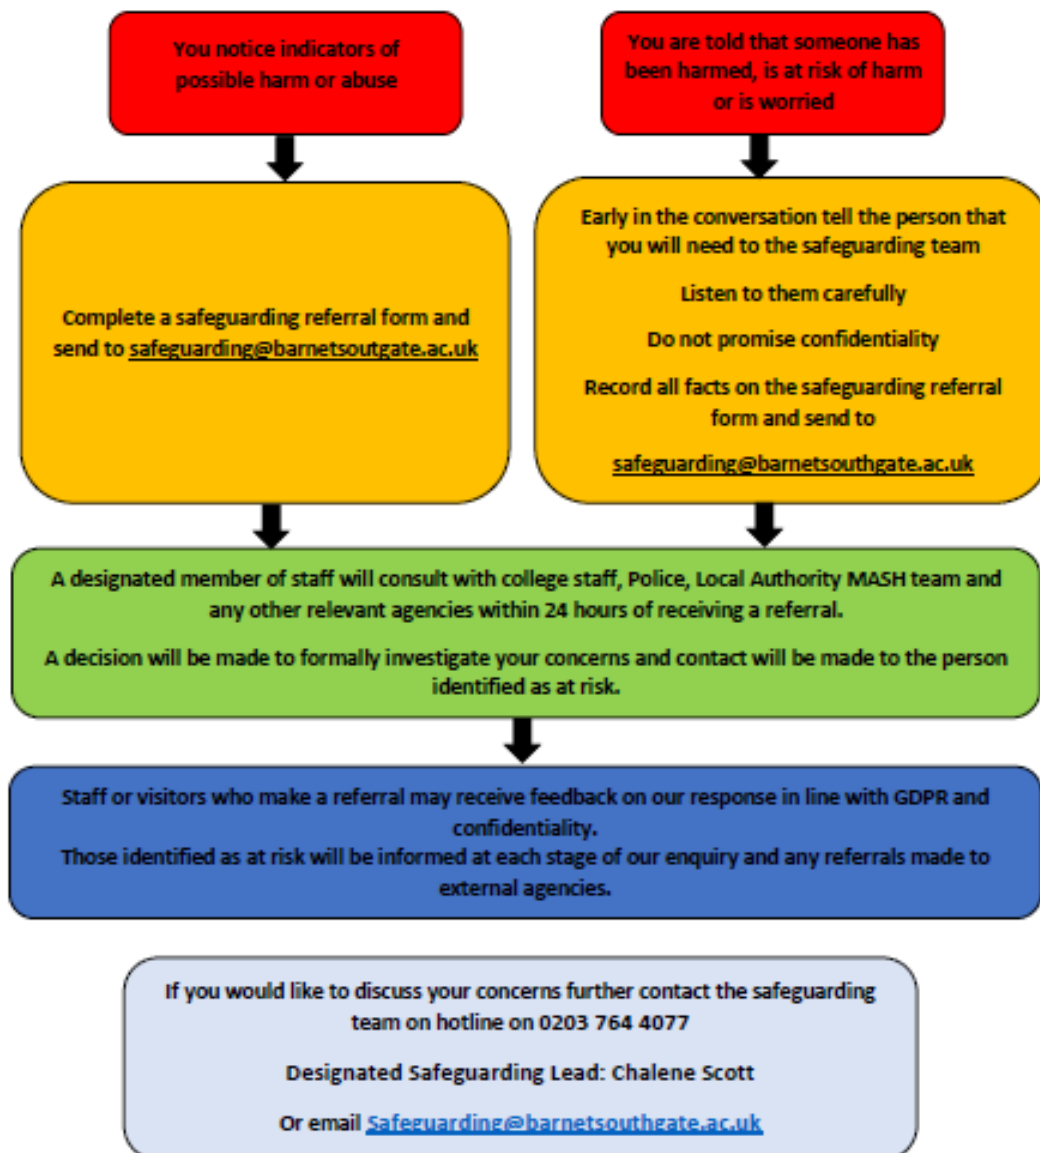 You notice indicators of
possible harm or abuse
You are told that someone has
been harmed, is at risk of harm
or is worried
Complete a safeguarding referral form and
send to safeguarding@barnetsoutgate.ac.uk
Early in the conversation tell the person that
you will need to the safeguarding team
Listen to them carefully
Do not promise confidentiality
Record all facts on the safeguarding referral
form and send to
safeguarding@barnetsouthgate.ac.uk
A designated member of staff will consult with college staff, Police, Local Authority MASH team and
any other relevant agencies within 24 hours of receiving a referral.
A decision will be made to formally investigate your concerns and contact will be made to the person
identified as at risk.
Staff or visitors who make a referral may receive feedback on our response in line with GDPR and
confidentiality.
Those identified as at risk will be informed at each stage of our enquiry and any referrals made to
external agencies.
If you would like to discuss your concerns further contact the safeguarding
team on hotline on 0203 764 4077
Designated Safeguarding Lead: Chalene Scott
Or email Safeguarding@barnetsouthgate.ac.uk